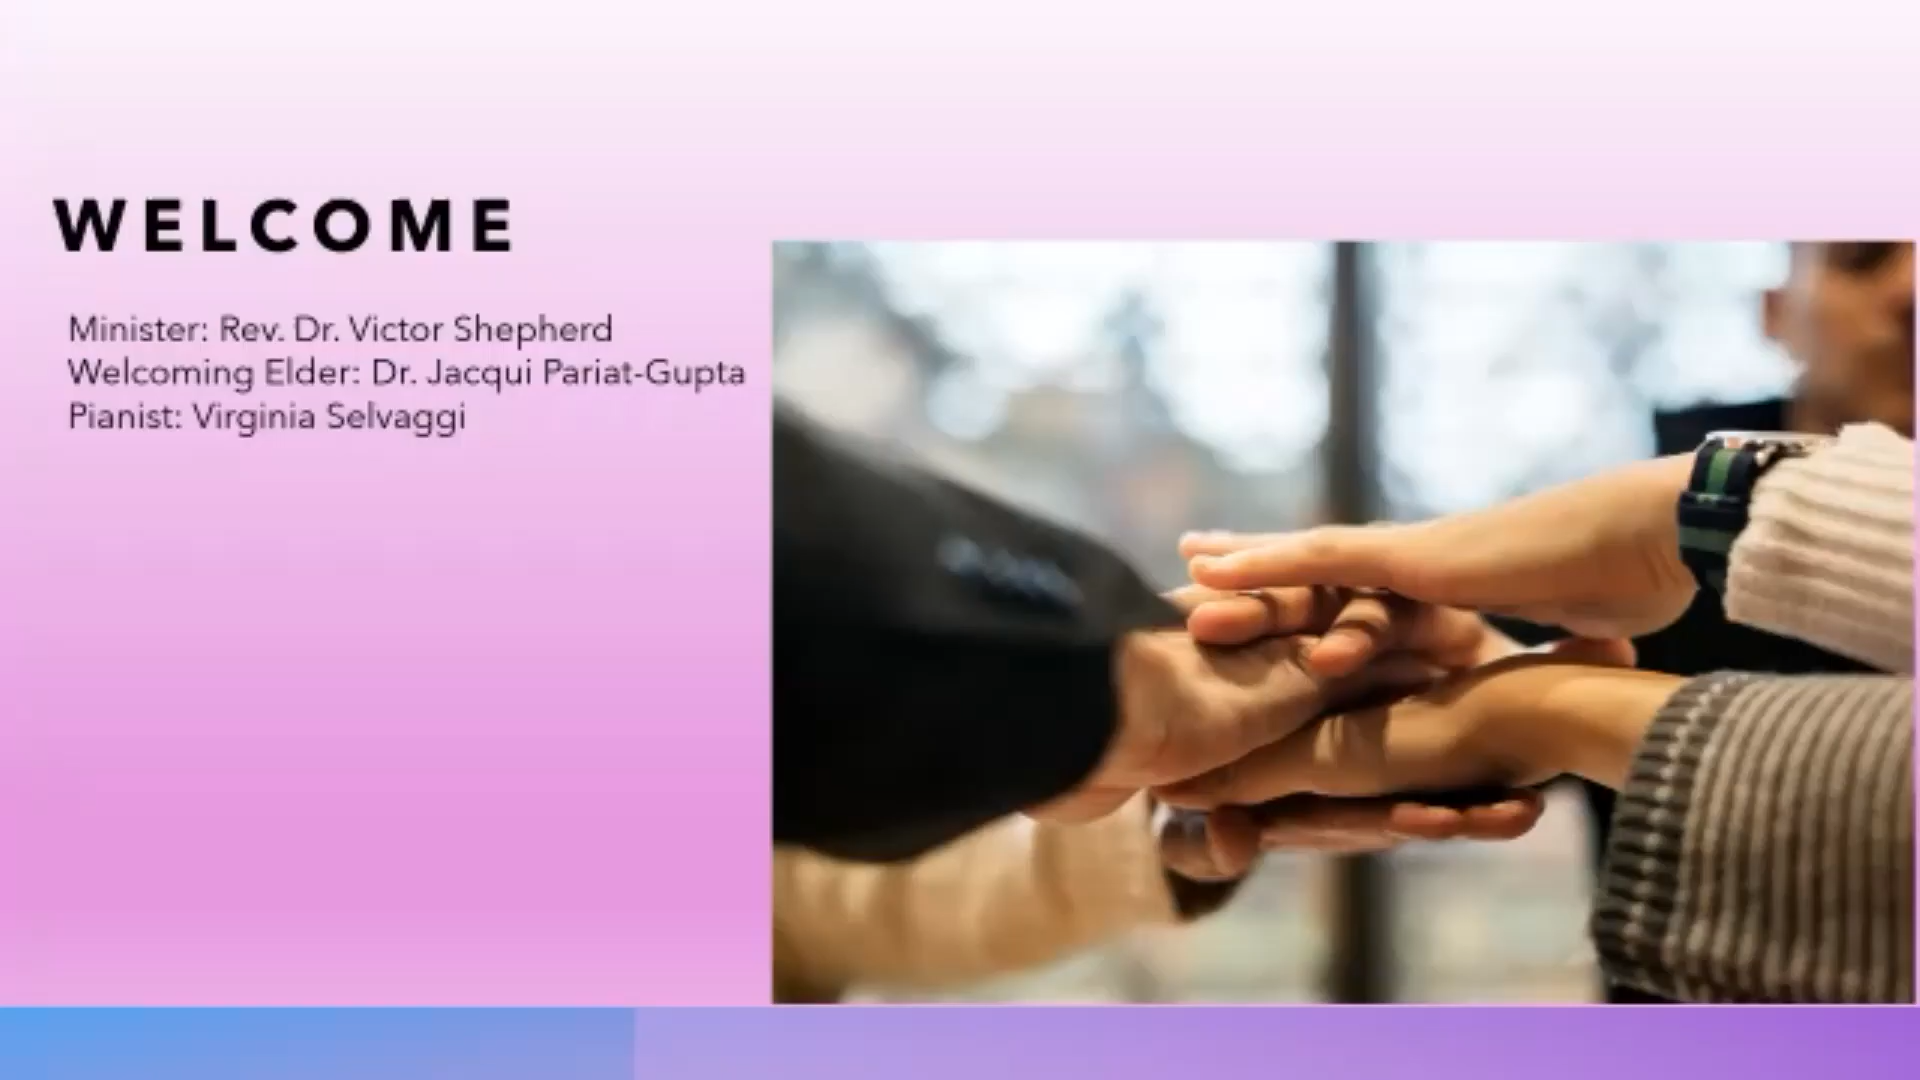 WELCOME
Minister: Rev. Dr. Victor Shepherd
Welcoming Elder: Dr. Jacqui Pariat-Gupta
Pianist: Virginia Selvaggi